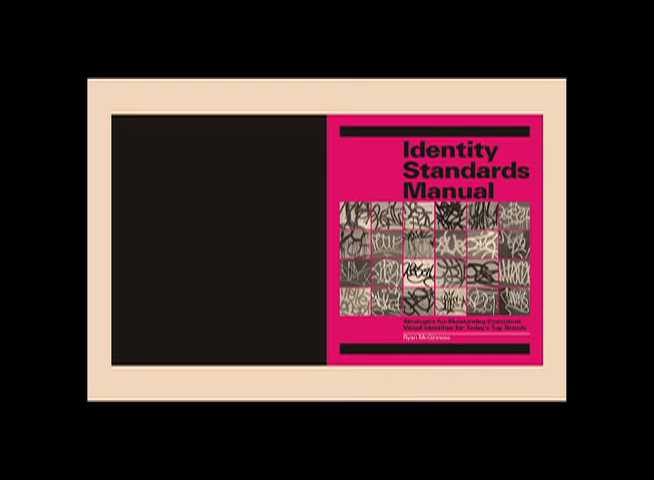 Identity
Standards
Manual
Strategies for Maintaining Consistent
Visual Identities for Today's Top Brands
Ryan McGinness